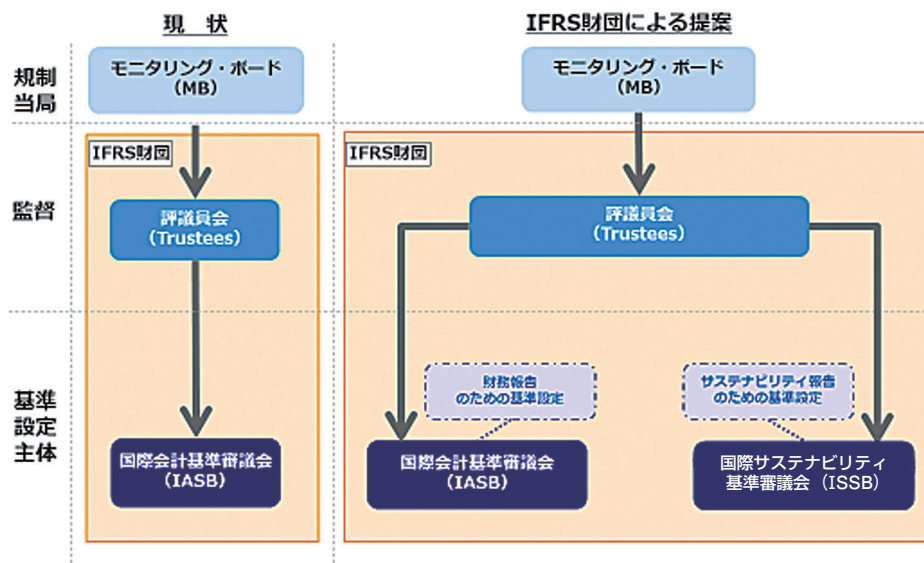 現 状
IFRS財団による提案
規制
当局
モニタリング・ボード
（MB）
モニタリング・ボード
（MB）
IFRS財団
IFRS財団
監督
評議員会
（Trustees）
評議員会
（Trustees）
財務報告
のための基準設定
サステナビリティ報告
のための基準設定
基準
設定
主体
国際会計基準審議会
（IASB）
国際会計基準審議会
（IASB）
国際サステナビリティ
基準審議会（ISSB）